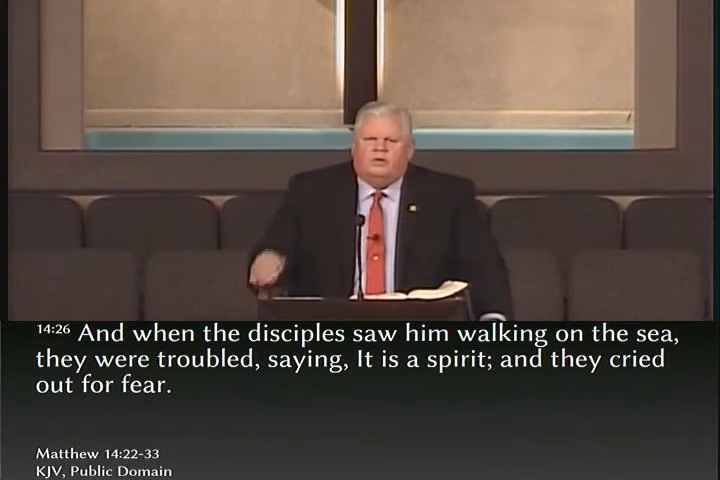 14:26 And when the disciples saw him walking on the sea,
they were troubled, saying, It is a spirit; and they cried
out for fear.
Matthew 14:22-33
KJV, Public Domain